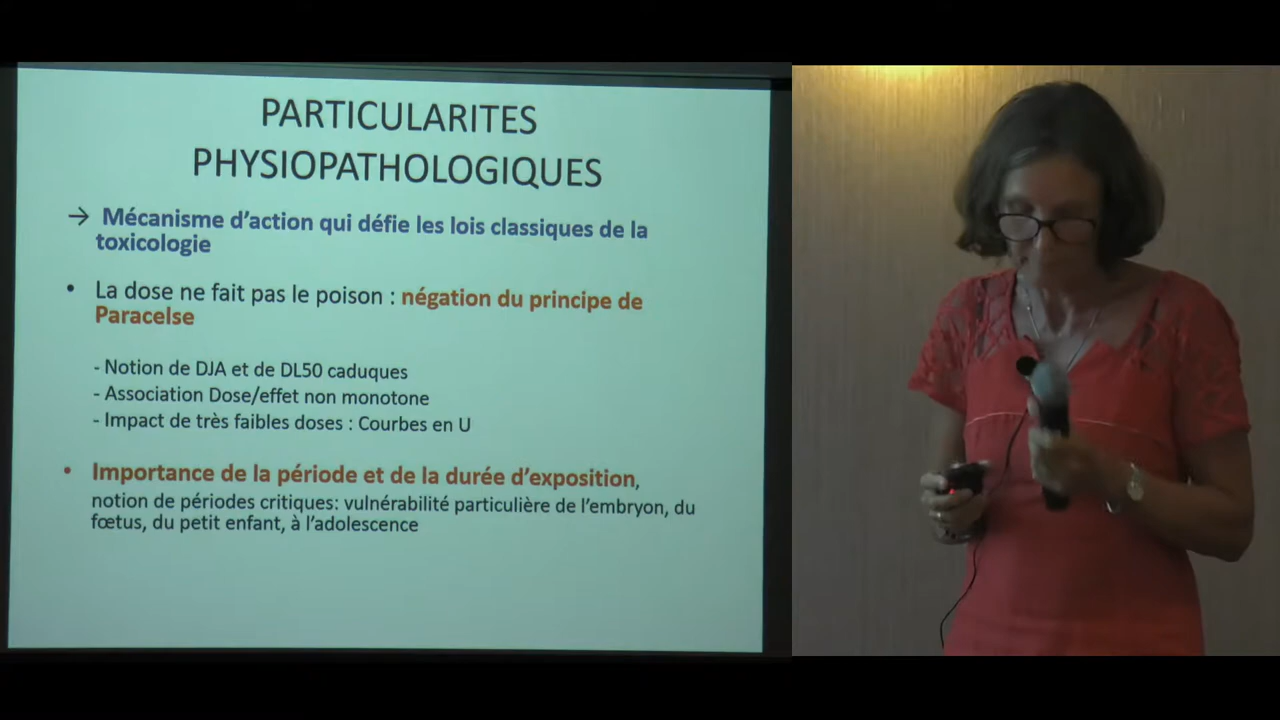 PARTICULARITES
PHYSIOPATHOLOGIQUES
→ Mécanisme d’action qui défie les lois classiques de la
toxicologie
• La dose ne fait pas le poison : négation du principe de
Paracelse
- Notion de DJA et de DL50 caduques
- Association Dose/effet non monotone
- Impact de très faibles doses : Courbes en U
• Importance de la période et de la durée d’exposition,
notion de périodes critiques: vulnérabilité particulière de l’embryon, du
fœtus, du petit enfant, à l’adolescence